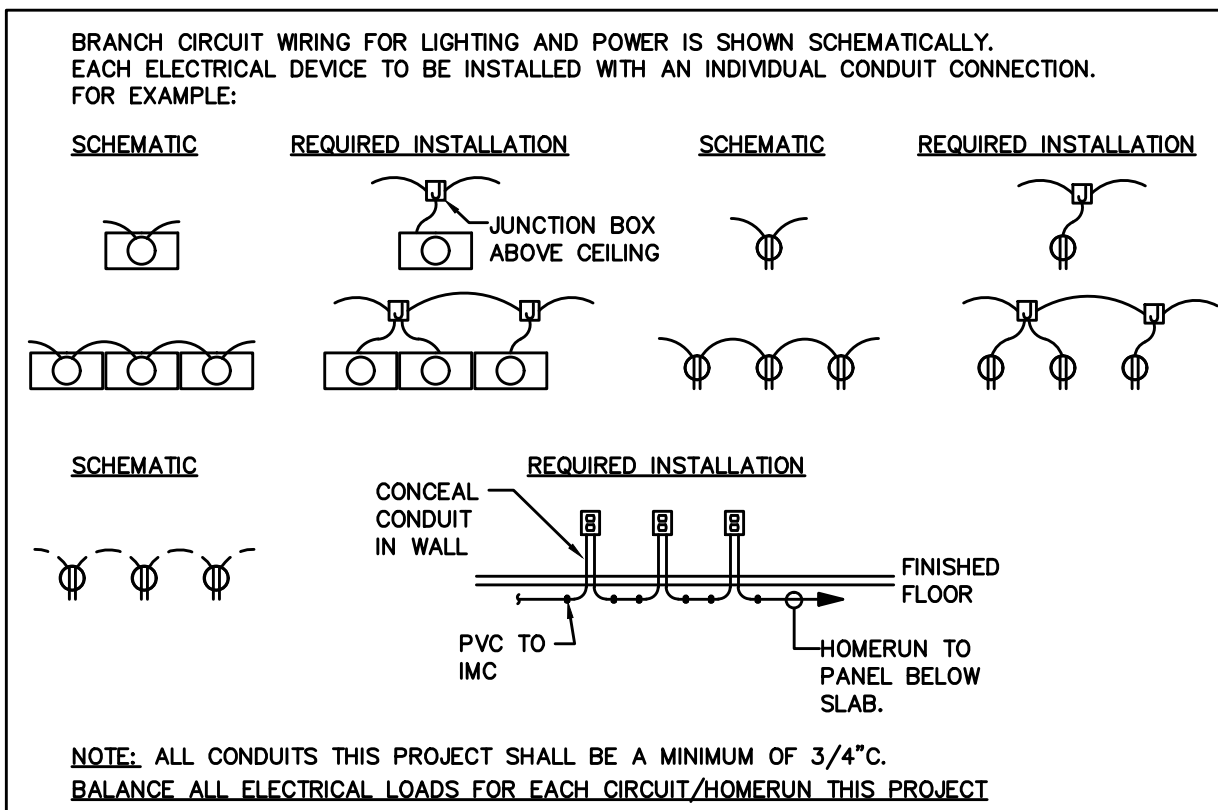 BRANCH CIRCUIT WIRING FOR LIGHTING AND POWER IS SHOWN SCHEMATICALLY.
EACH ELECTRICAL DEVICE TO BE INSTALLED WITH AN INDIVIDUAL CONDUIT CONNECTION.
FOR EXAMPLE:
SCHEMATIC
REQUIRED INSTALLATION
SCHEMATIC
REQUIRED INSTALLATION
J
JUNCTION BOX
ABOVE CEILING
J
J
J
J
J
SCHEMATIC
REQUIRED INSTALLATION
CONCEAL
CONDUIT
IN WALL
FINISHED
FLOOR
PVC TO
IMC
HOMERUN TO
PANEL BELOW
SLAB.
NOTE: ALL CONDUITS THIS PROJECT SHALL BE A MINIMUM OF 3/4"C.
BALANCE ALL ELECTRICAL LOADS FOR EACH CIRCUIT/HOMERUN THIS PROJECT